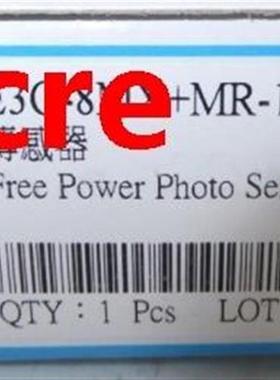 cre
+MR-
感器
Free Power Photo Se
QTY：1 Pcs LOT